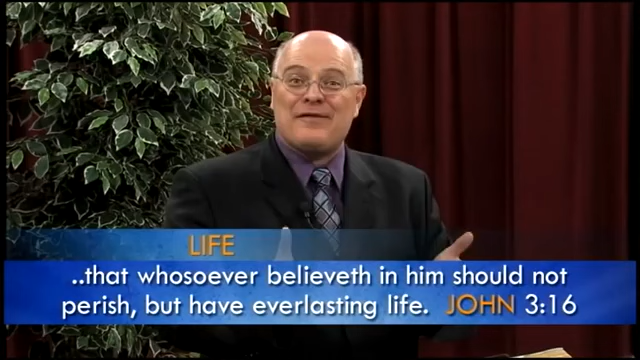 LIFE
..that whosoever believeth in him should not
perish, but have everlasting life. JOHN 3:16